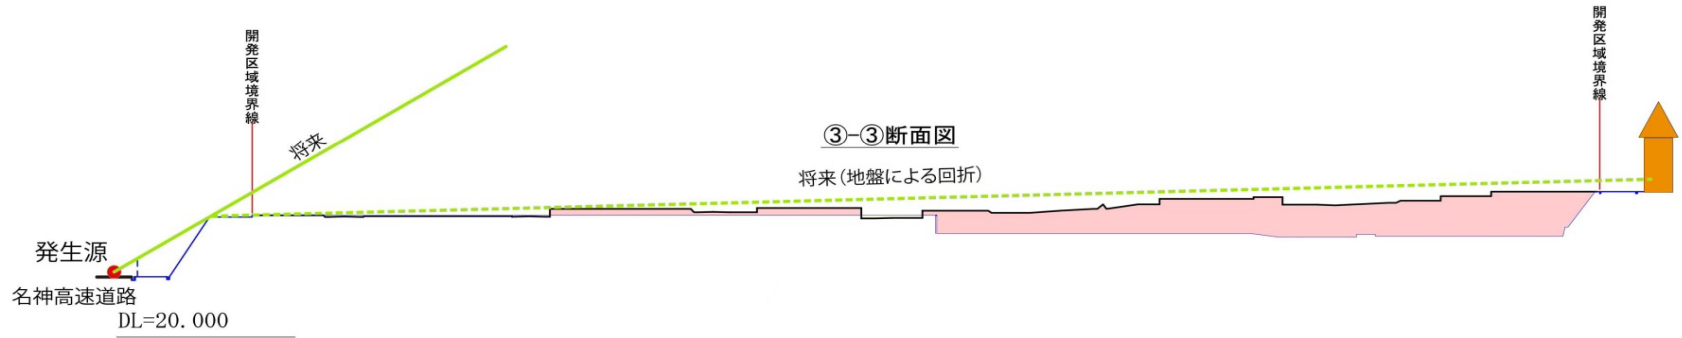 開発区域境界線
開発区域境界線
将来
③-③断面図
将来(地盤による回折)
発生源
名神高速道路
DL=20.000